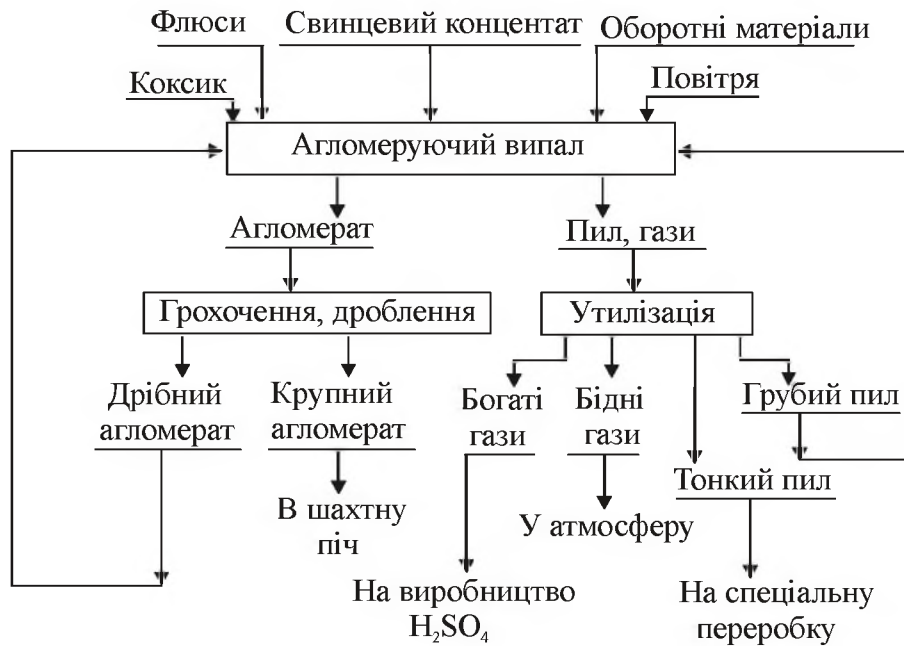 Флюси
Свинцевий концентат
Оборотні матеріали
Коксик
Повітря
Агломеруючий випал
Агломерат
Пил, гази
Грохочення, дроблення
Утилізація
Дрібний
агломерат
Крупний
агломерат
Богаті
гази
Бідні
гази
Грубий пил
Тонкий пил
В шахтну
піч
У атмосферу
На виробництво
H₂SO₄
На спеціальну
переробку